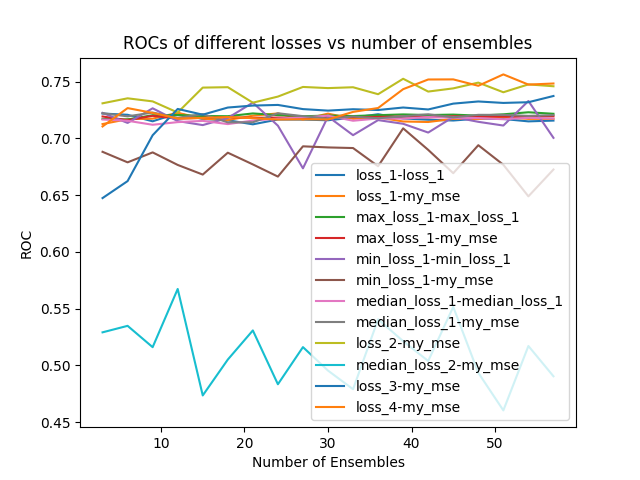 ROCs of different losses vs number of ensembles
0.75
0.70
0.65
0.60
0.55
0.50
0.45
ROC
loss_1-loss_1
loss_1-my_mse
max_loss_1-max_loss_1
max_loss_1-my_mse
min_loss_1-min_loss_1
min_loss_1-my_mse
median_loss_1-median_loss_1
median_loss_1-my_mse
loss_2-my_mse
median_loss_2-my_mse
loss_3-my_mse
loss_4-my_mse
10 20 30 40 50
Number of Ensembles